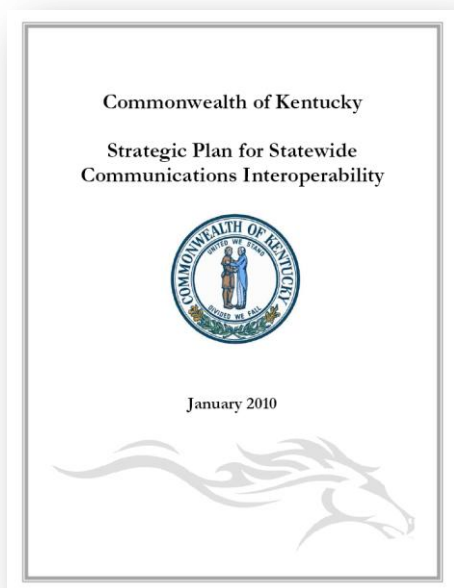 Commonwealth of Kentucky
Strategic Plan for Statewide
Communications Interoperability
COMMONWEALTH OF KENTUCKY
UNITED WE STAND
DIVIDED WE FALL
January 2010